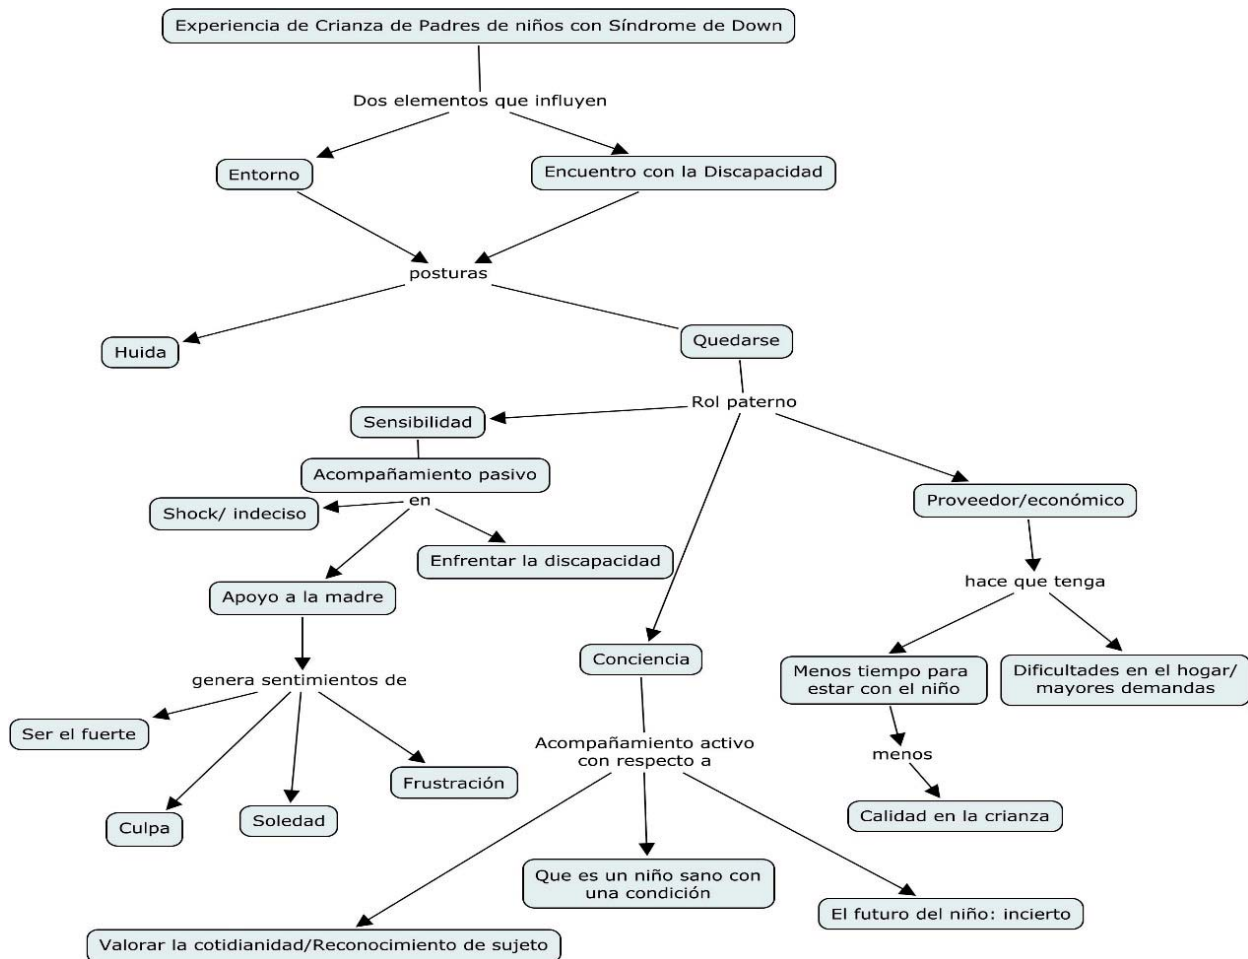 Experiencia de Crianza de Padres de niños con Síndrome de Down
Dos elementos que influyen
Entorno
Encuentro con la Discapacidad
posturas
Huida
Quedarse
Rol paterno
Sensibilidad
Acompañamiento pasivo
en
Shock/ indeciso
Proveedor/económico
Enfrentar la discapacidad
hace que tenga
Apoyo a la madre
Conciencia
Menos tiempo para
estar con el niño
Dificultades en el hogar/
mayores demandas
genera sentimientos de
Ser el fuerte
Acompañamiento activo
con respecto a
menos
Frustración
Culpa
Soledad
Calidad en la crianza
Que es un niño sano con
una condición
El futuro del niño: incierto
Valorar la cotidianidad/Reconocimiento de sujeto